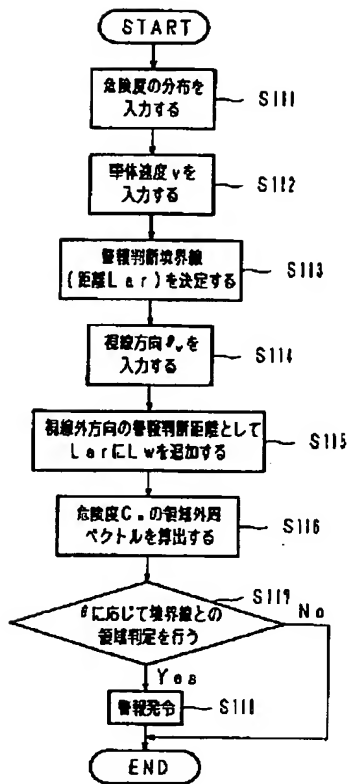 START
危険度の分布を
入力する
S111
車体速度vを
入力する
S112
警報判断境界線
(距離Lar)を決定する
S113
視線方向θwを
入力する
S114
視線外方向の警報判断距離として
LarにLwを追加する
S115
危険度Cnの領域外周
ベクトルを算出する
S116
θに応じて境界線との
領域判定を行う
S119
No
Yes
警報発令
S118
END